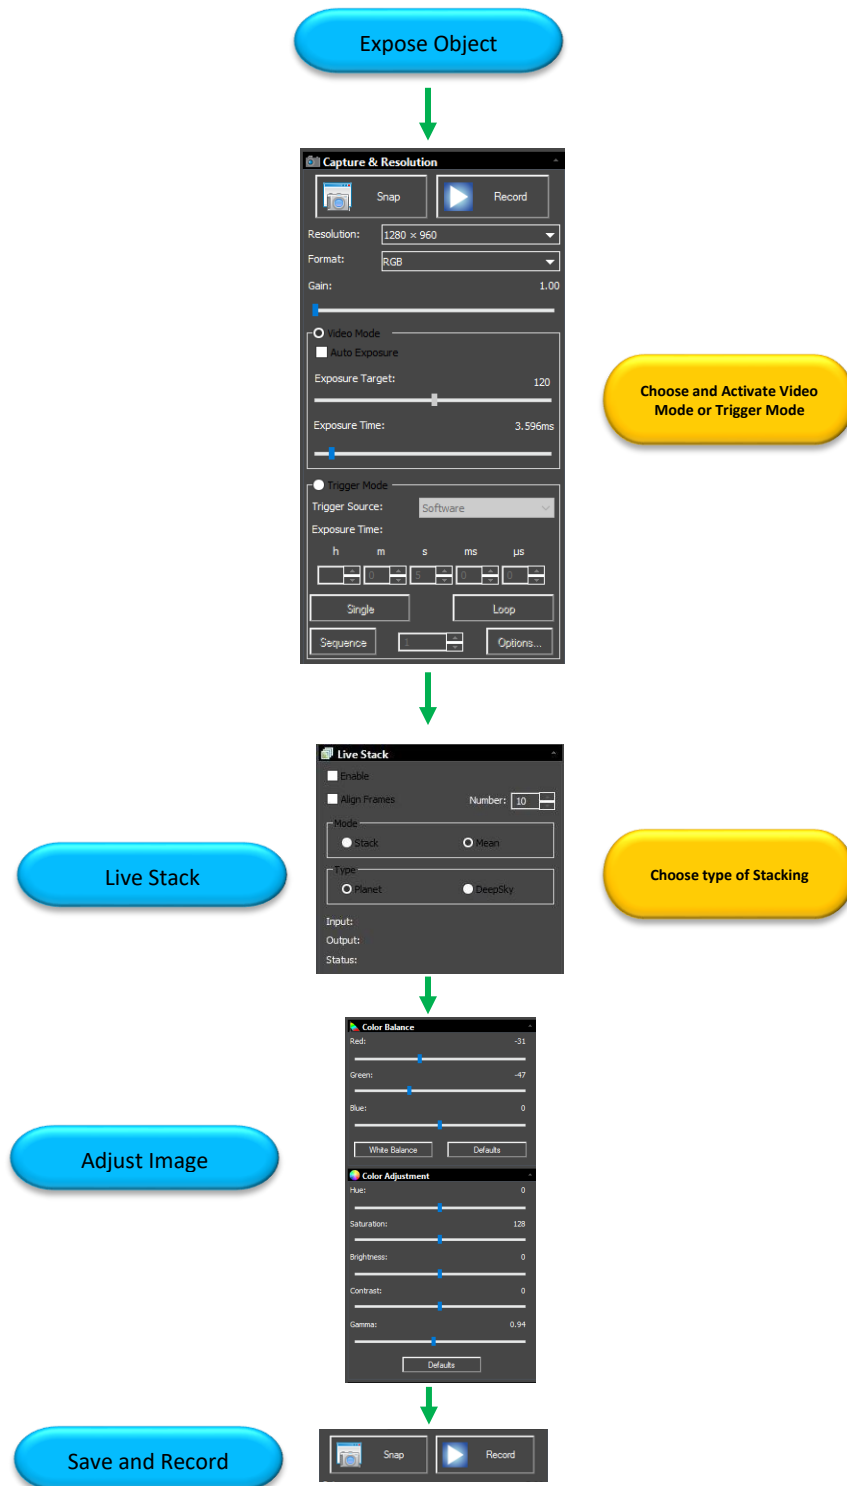 Expose Object
Capture & Resolution
Snap
Record
Resolution:
1280 × 960
Format:
RGB
Gain:
1.00
Video Mode
Auto Exposure
Exposure Target:
120
Choose and Activate Video
Mode or Trigger Mode
Exposure Time:
3.596ms
Trigger Mode
Trigger Source:
Software
Exposure Time:
h m s ms µs
0 5 0 0
Single
Loop
Sequence
1
Options...
Live Stack
Enable
Align Frames
Number: 10
Mode
Stack
Mean
Live Stack
Choose type of Stacking
Type
Planet
DeepSky
Input:
Output:
Status:
Color Balance
Red:
-31
Green:
-47
Blue:
0
White Balance
Defaults
Adjust Image
Color Adjustment
Hue:
0
Saturation:
128
Brightness:
0
Contrast:
0
Gamma:
0.94
Defaults
Save and Record
Snap
Record